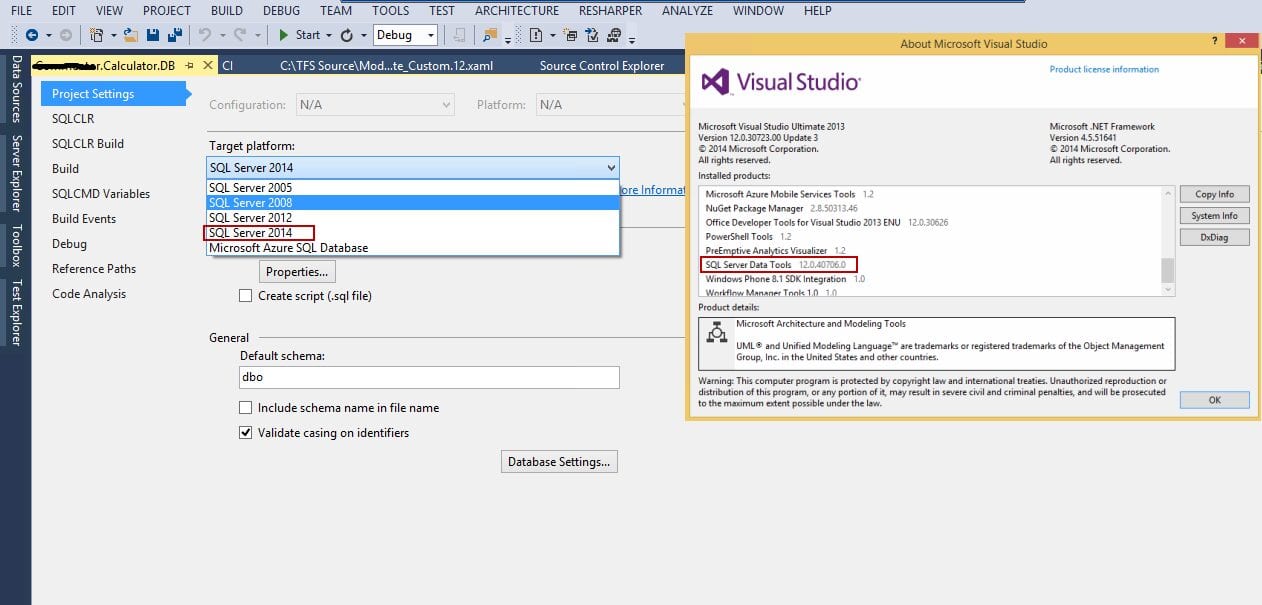 FILE EDIT VIEW PROJECT BUILD DEBUG TEAM TOOLS TEST ARCHITECTURE RESHARPER ANALYZE WINDOW HELP
Start Debug
.Calculator.DB CI C:\TFS Source\Mod...te_Custom.12.xaml Source Control Explorer
Data Sources
Server Explorer
Toolbox
Test Explorer
Project Settings
SQLCLR
SQLCLR Build
Build
SQLCMD Variables
Build Events
Debug
Reference Paths
Code Analysis
Configuration: N/A Platform: N/A
Target platform:
SQL Server 2014
SQL Server 2005
SQL Server 2008
SQL Server 2012
SQL Server 2014
Microsoft Azure SQL Database
Properties...
Create script (.sql file)
General
Default schema:
dbo
Include schema name in file name
Validate casing on identifiers
Database Settings...
About Microsoft Visual Studio
?
Visual Studio
Product license information
Microsoft Visual Studio Ultimate 2013
Version 12.0.30723.00 Update 3
© 2014 Microsoft Corporation.
All rights reserved.
Microsoft .NET Framework
Version 4.5.51641
© 2014 Microsoft Corporation.
All rights reserved.
Installed products:
Microsoft Azure Mobile Services Tools 1.2
NuGet Package Manager 2.8.50313.46
Office Developer Tools for Visual Studio 2013 ENU 12.0.30626
PowerShell Tools 1.2
PreEmptive Analytics Visualizer 1.2
SQL Server Data Tools 12.0.40706.0
Windows Phone 8.1 SDK Integration 1.0
Workflow Manager Tools 1.0 1.0
Copy Info
System Info
DxDiag
Product details:
Microsoft Architecture and Modeling Tools
UML® and Unified Modeling Language™ are trademarks or registered trademarks of the Object Management
Group, Inc. in the United States and other countries.
Warning: This computer program is protected by copyright law and international treaties. Unauthorized reproduction or
distribution of this program, or any portion of it, may result in severe civil and criminal penalties, and will be prosecuted
to the maximum extent possible under the law.
OK